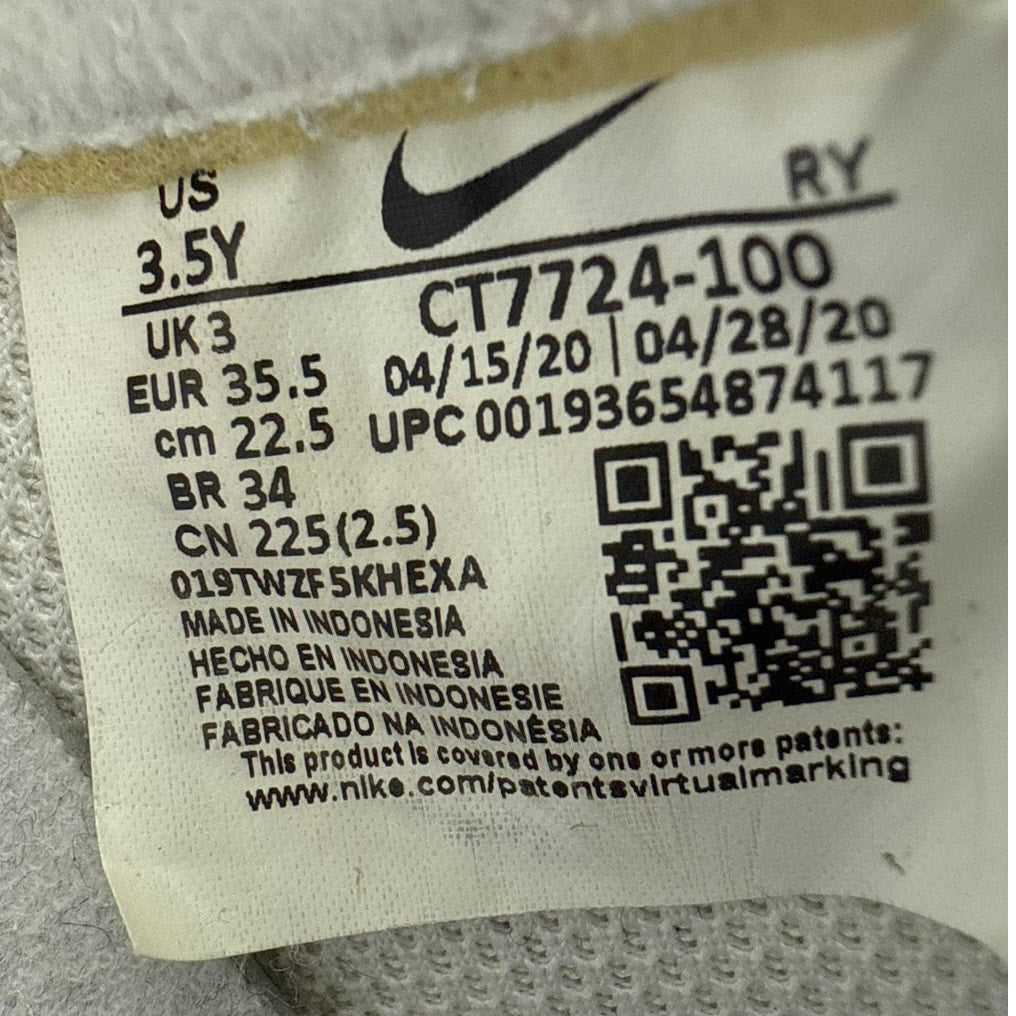 US RY
3.5Y
UK 3 CT7724-100
EUR 35.5 04/15/20 | 04/28/20
cm 22.5 UPC 00193654874117
BR 34
CN 225(2.5)
019TWZF5KHEXA
MADE IN INDONESIA
HECHO EN INDONESIA
FABRIQUE EN INDONESIE
FABRICADO NA INDONÉSIA
This product is covered by one or more patents:
www.nike.com/patentsvirtualmarking